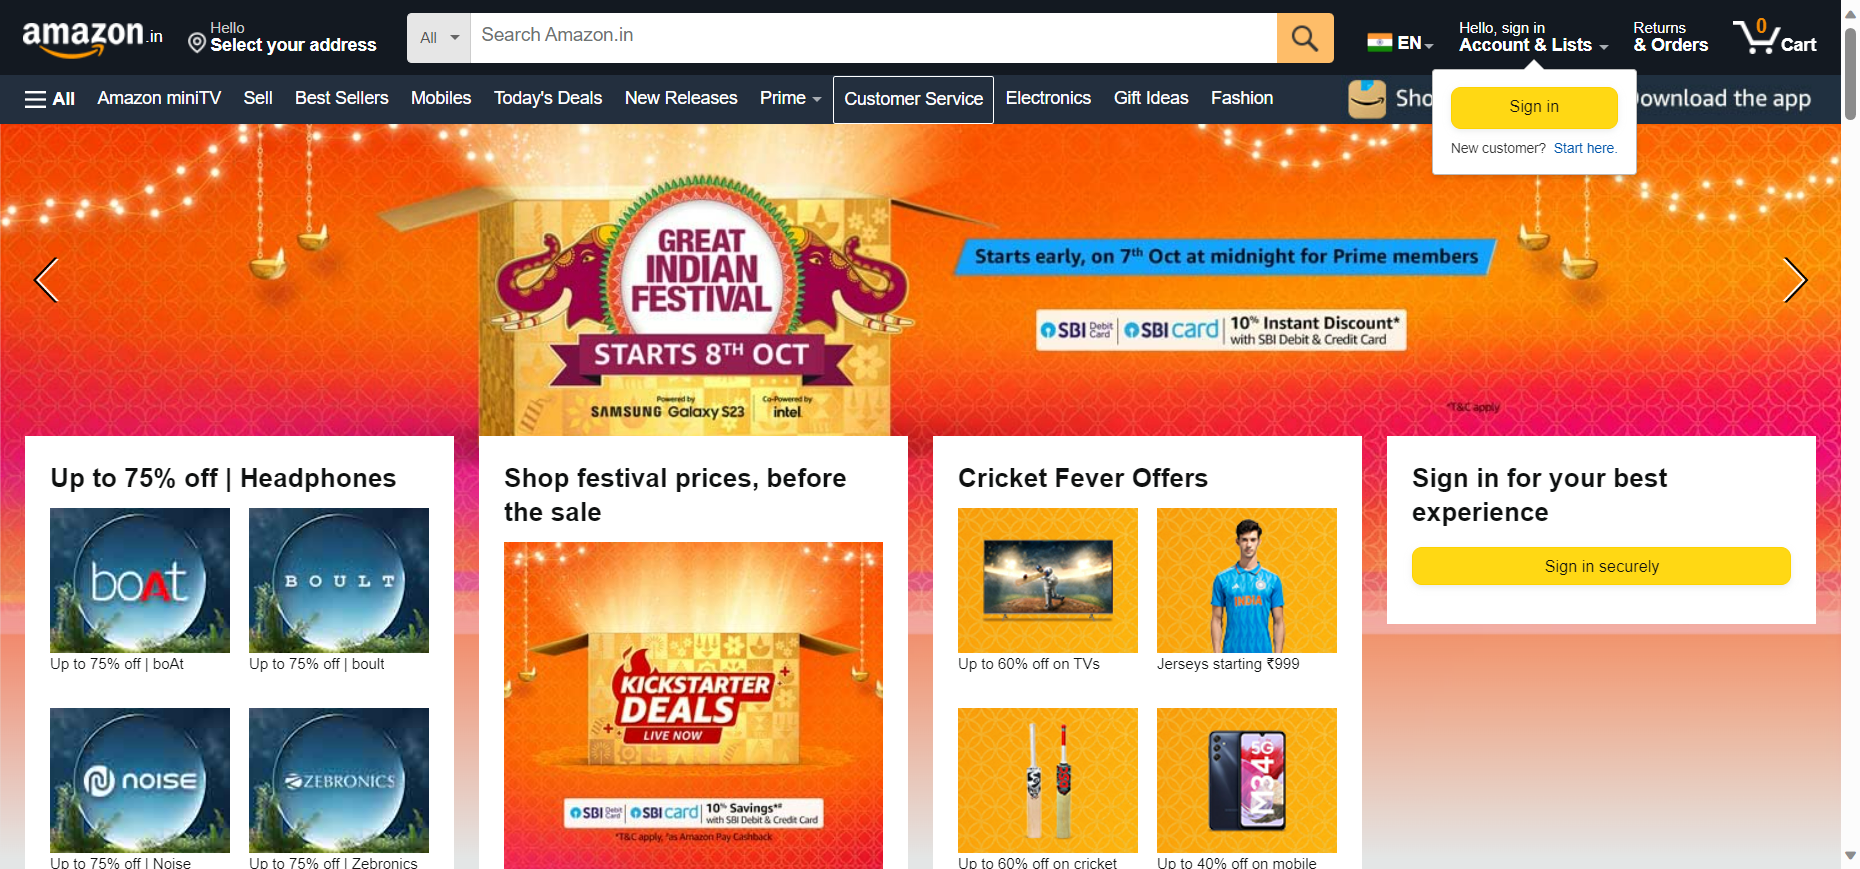 amazon.in
Hello
Select your address
All
Search Amazon.in
EN
Hello, sign in
Account & Lists
Returns
& Orders
0
Cart
All
Amazon miniTV
Sell
Best Sellers
Mobiles
Today's Deals
New Releases
Prime
Customer Service
Electronics
Gift Ideas
Fashion
Sho
ownload the app
Sign in
New customer? Start here.
GREAT
INDIAN
FESTIVAL
STARTS 8TH OCT
Powered by
SAMSUNG Galaxy S23
Co-Powered by
intel
Starts early, on 7th Oct at midnight for Prime members
SBI Debit Card
SBI card
10% Instant Discount*
with SBI Debit & Credit Card
*T&C apply
Up to 75% off | Headphones
boAt
BOULT
Up to 75% off | boAt
Up to 75% off | boult
noise
ZEBRONICS
Up to 75% off | Noise
Up to 75% off | Zebronics
Shop festival prices, before
the sale
KICKSTARTER
DEALS
LIVE NOW
SBI Debit Card
SBI card
10% Savings*#
with SBI Debit & Credit Card
*T&C apply, #as Amazon Pay Cashback
Cricket Fever Offers
INDIA
Up to 60% off on TVs
Jerseys starting ₹999
5G
M34
Up to 60% off on cricket
Up to 40% off on mobile
Sign in for your best
experience
Sign in securely